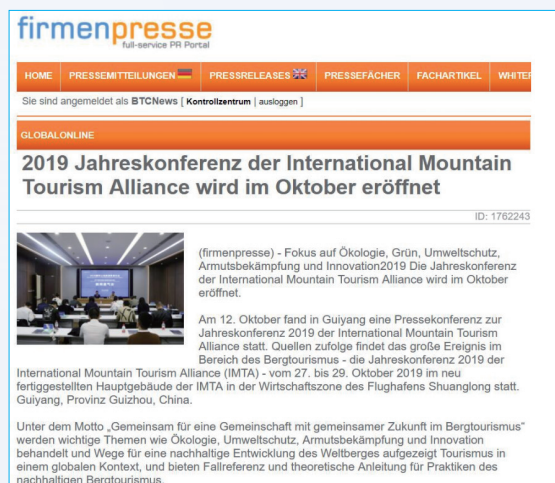 firmenpresse
full-service PR Portal
HOME PRESSEMITTEILUNGEN PRESSRELEASES PRESSEFÄCHER FACHARTIKEL
Sie sind angemeldet als BTCNews [ Kontrollzentrum | ausloggen ]
GLOBALONLINE
2019 Jahreskonferenz der International Mountain
Tourism Alliance wird im Oktober eröffnet
ID: 1762243
(firmenpresse) - Fokus auf Ökologie, Grün, Umweltschutz,
Armutsbekämpfung und Innovation2019 Die Jahreskonferenz
der International Mountain Tourism Alliance wird im Oktober
eröffnet.
Am 12. Oktober fand in Guiyang eine Pressekonferenz zur
Jahreskonferenz 2019 der International Mountain Tourism
Alliance statt. Quellen zufolge findet das große Ereignis im
Bereich des Bergtourismus - die Jahreskonferenz 2019 der
International Mountain Tourism Alliance (IMTA) - vom 27. bis 29. Oktober 2019 im neu
fertiggestellten Hauptgebäude der IMTA in der Wirtschaftszone des Flughafens Shuanglong statt.
Guiyang, Provinz Guizhou, China.
Unter dem Motto „Gemeinsam für eine Gemeinschaft mit gemeinsamer Zukunft im Bergtourismus“
werden wichtige Themen wie Ökologie, Umweltschutz, Armutsbekämpfung und Innovation
behandelt und Wege für eine nachhaltige Entwicklung des Weltberges aufgezeigt Tourismus in
einem globalen Kontext, und bieten Fallreferenz und theoretische Anleitung für Praktiken des
nachhaltigen Bergtourismus.